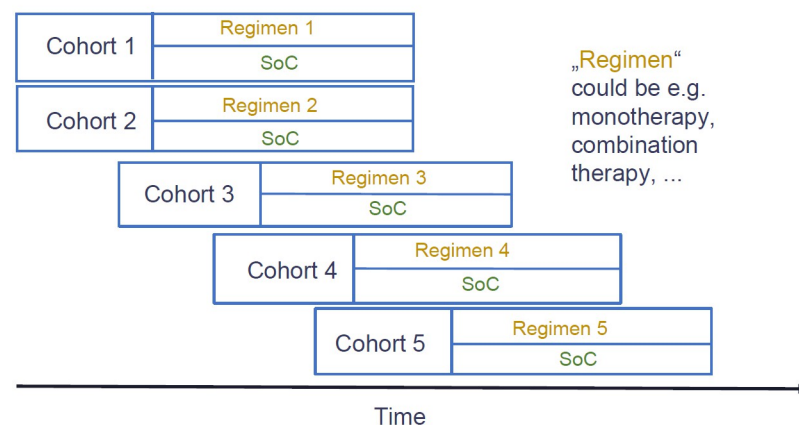 Cohort 1
Regimen 1
SoC
Cohort 2
Regimen 2
SoC
Cohort 3
Regimen 3
SoC
Cohort 4
Regimen 4
SoC
Cohort 5
Regimen 5
SoC
„Regimen“
could be e.g.
monotherapy,
combination
therapy, ...
Time